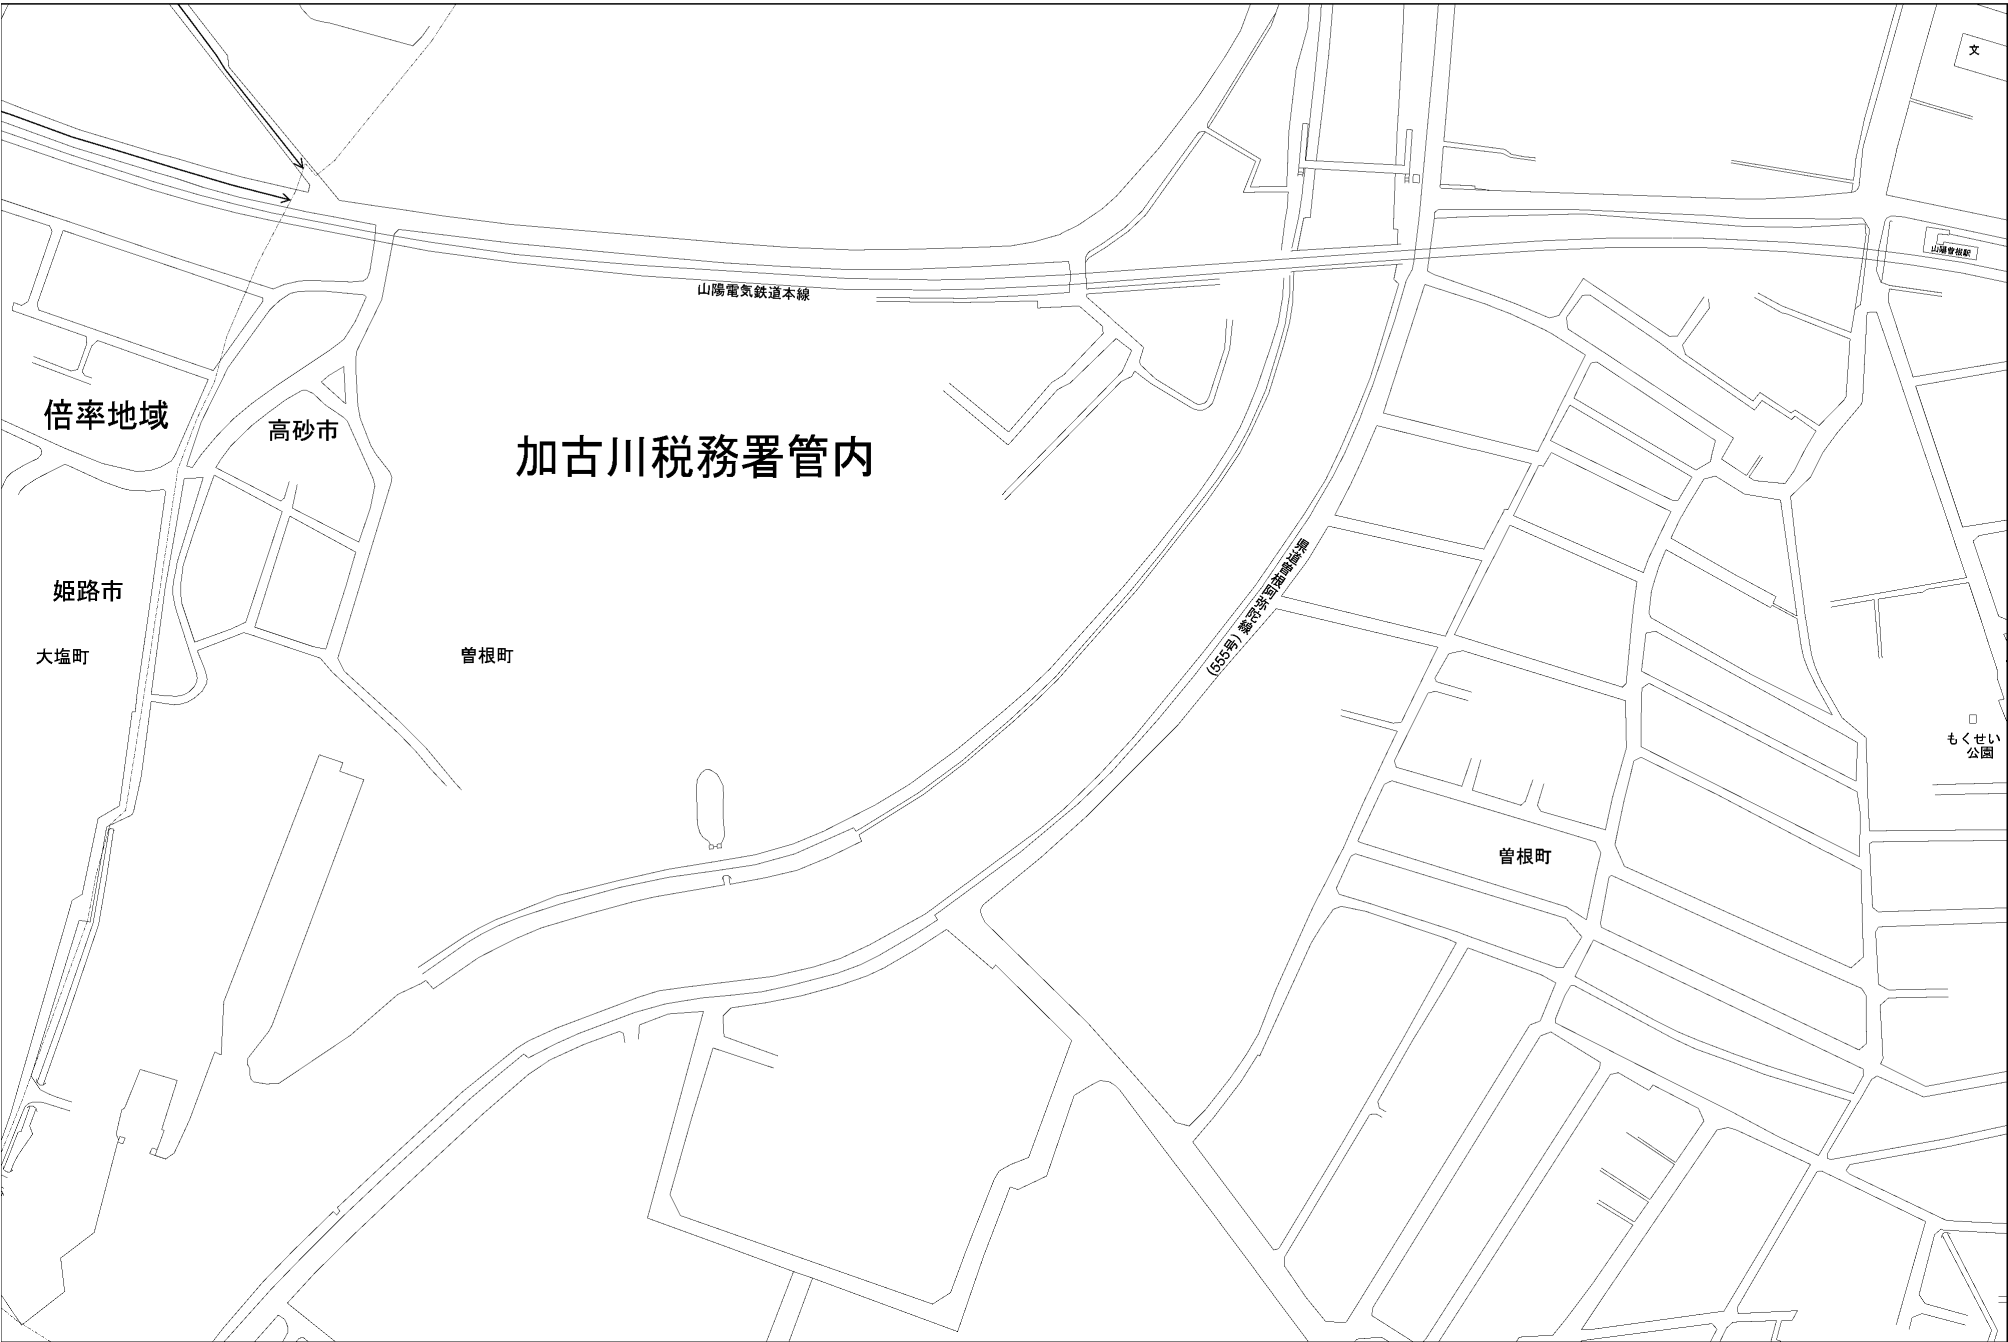 文
山陽曽根駅
山陽電気鉄道本線
倍率地域
高砂市
加古川税務署管内
県道曽根阿弥陀線
(555号)
姫路市
大塩町
曽根町
もくせい
公園
曽根町